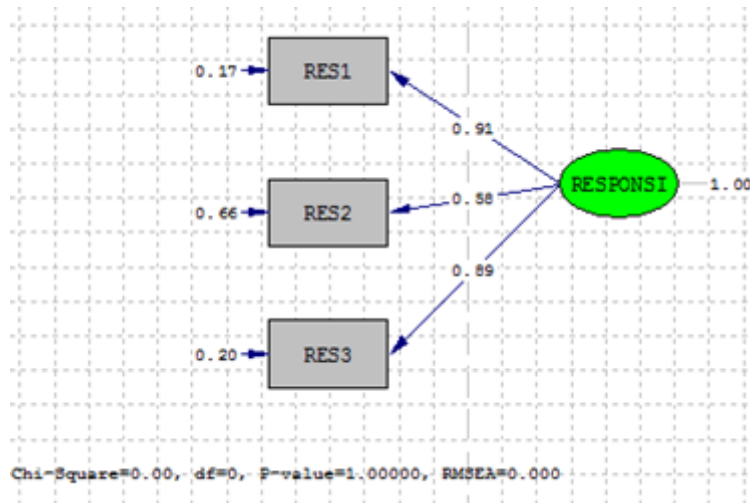 0.17
RES1
0.91
RESPONSI
1.00
0.66
RES2
0.58
0.89
0.20
RES3
Chi-Square=0.00, df=0, P-value=1.00000, RMSEA=0.000